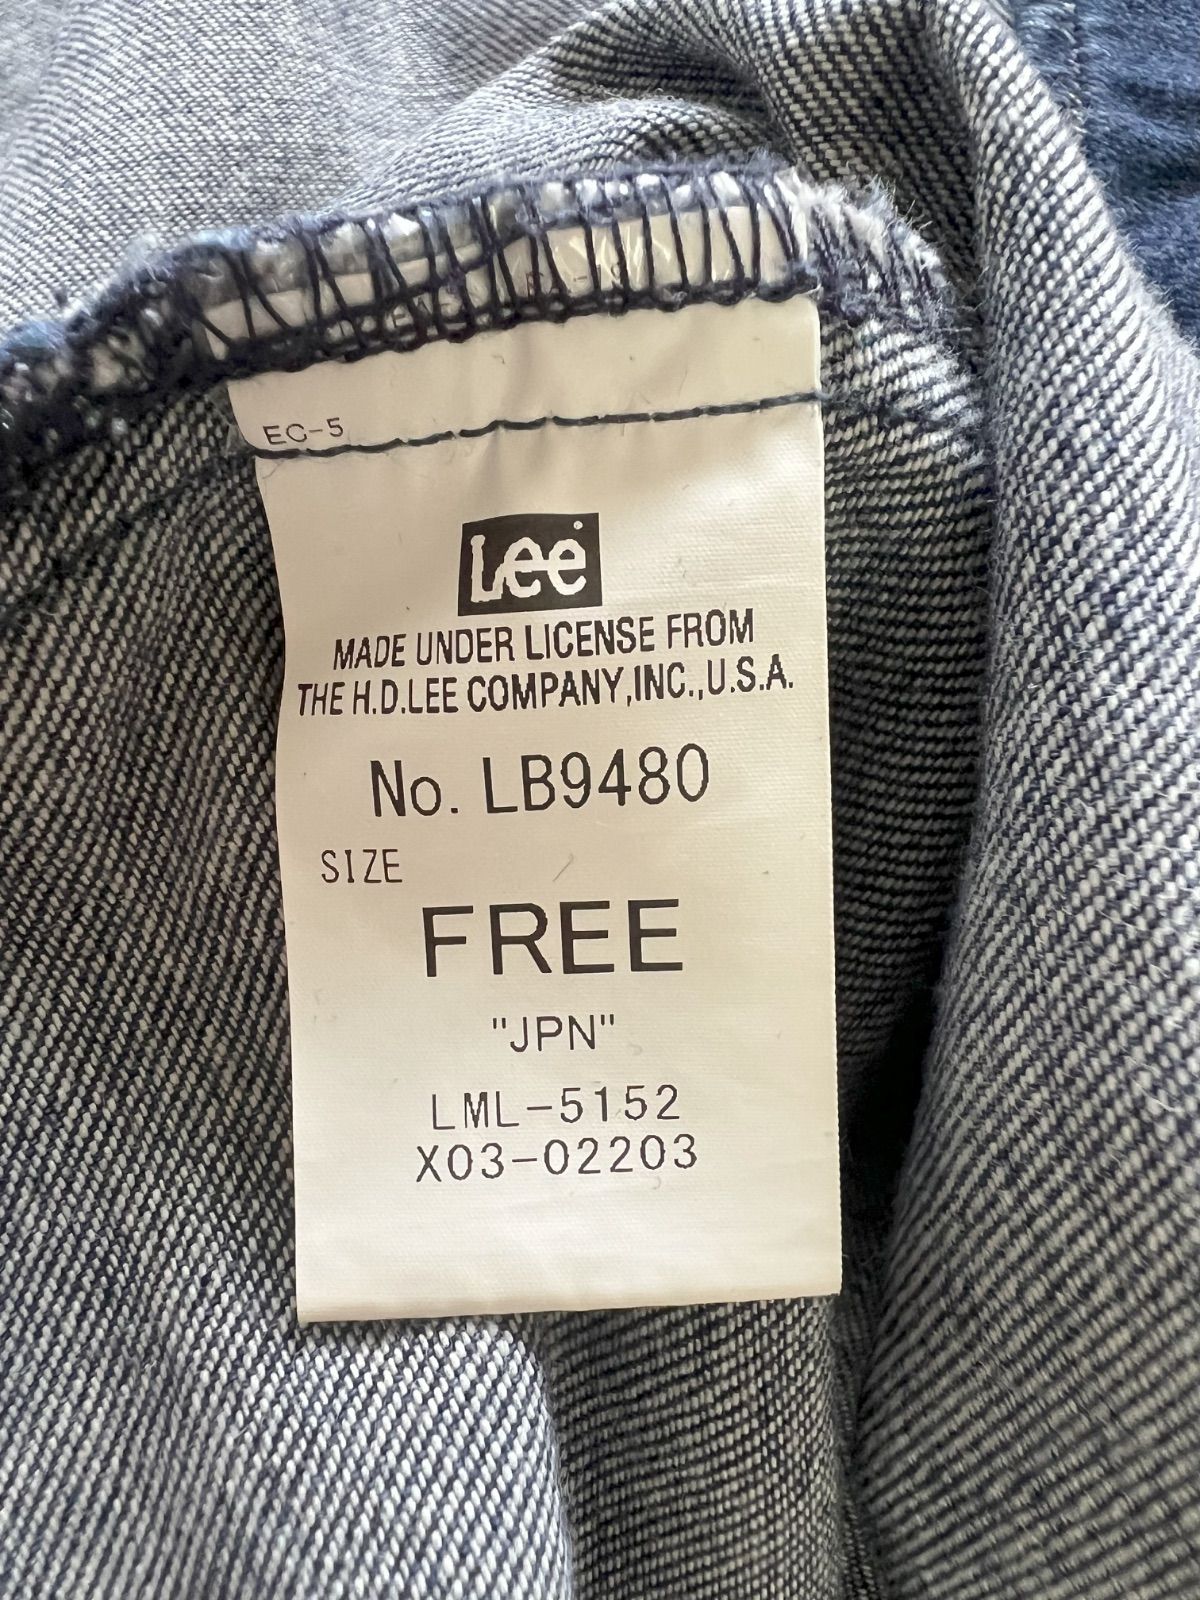 EC-5
Lee
MADE UNDER LICENSE FROM
THE H.D.LEE COMPANY,INC.,U.S.A.
No. LB9480
SIZE
FREE
"JPN"
LML-5152
X03-02203